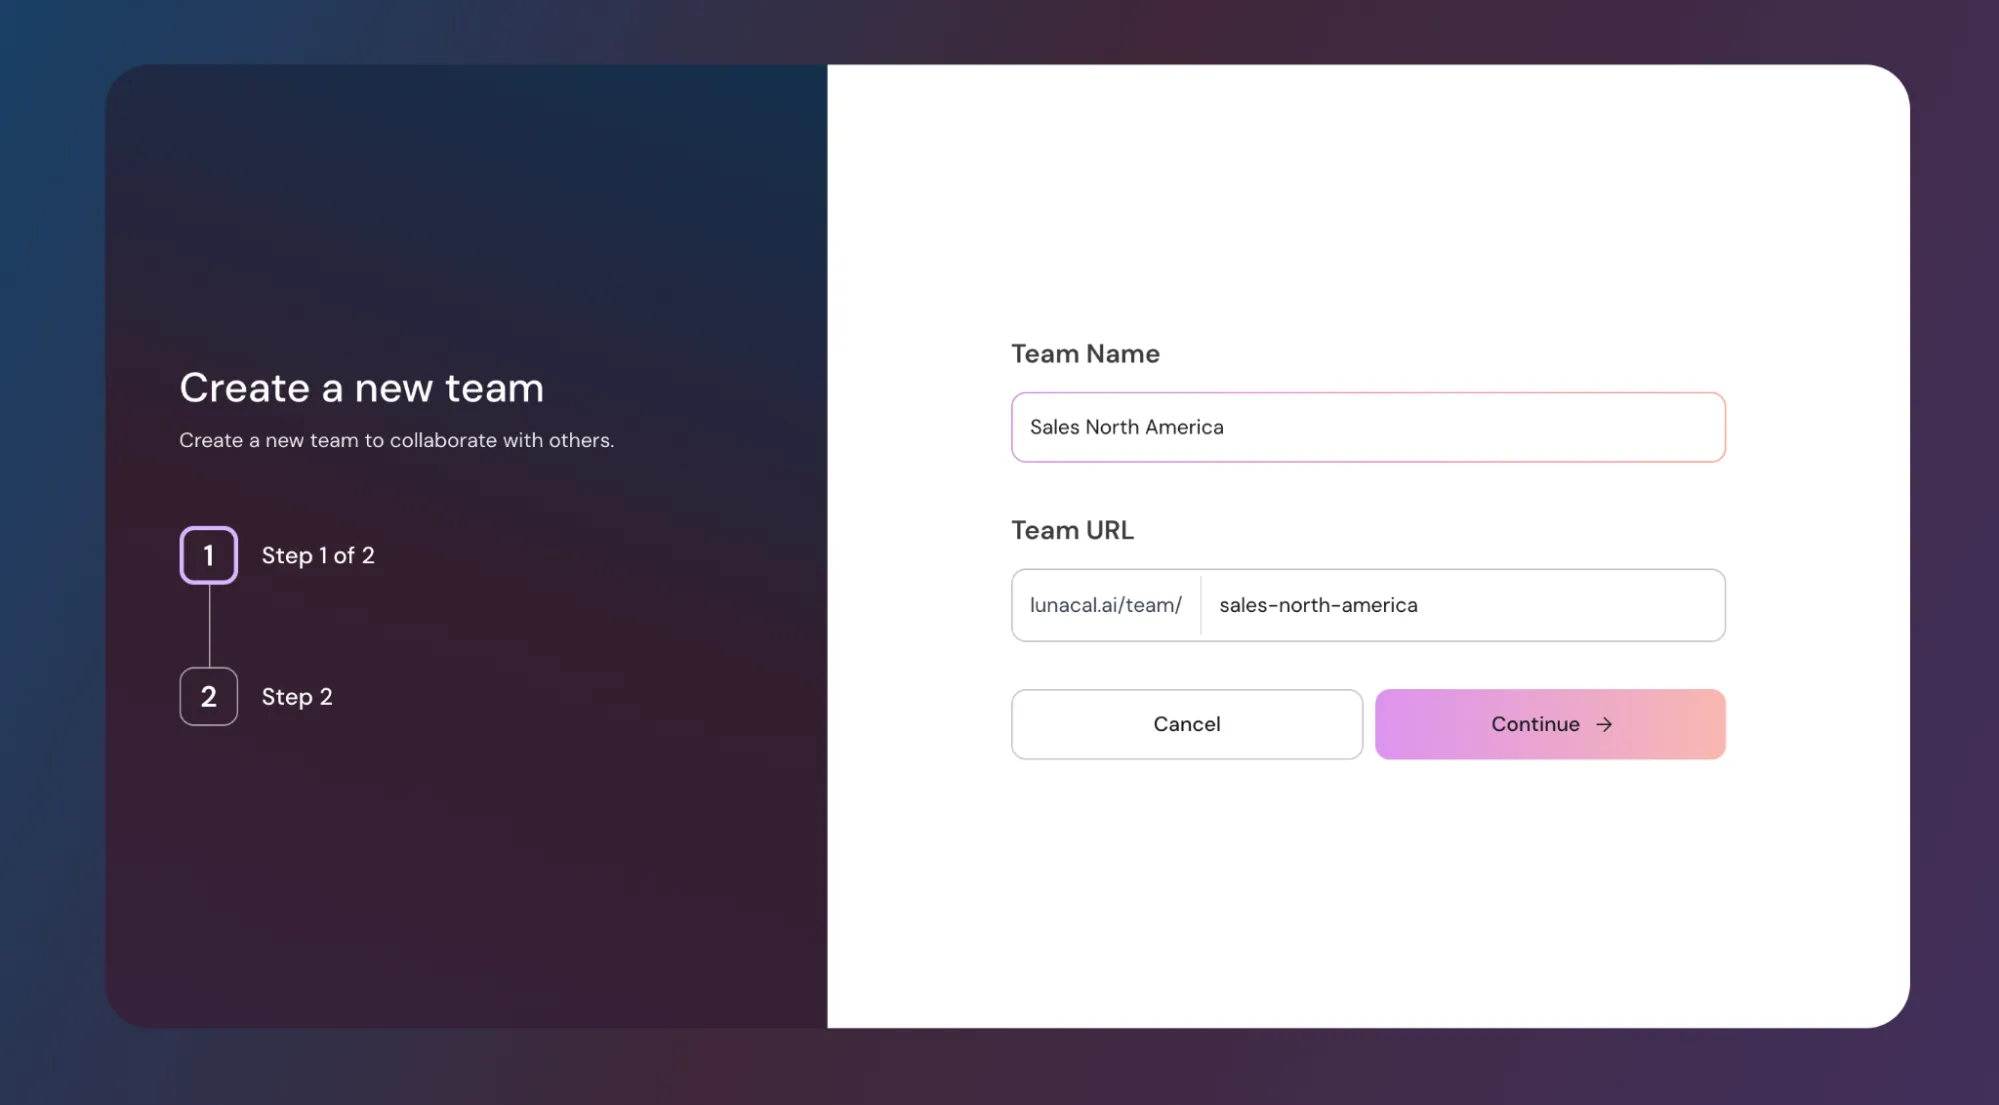 Create a new team
Create a new team to collaborate with others.
1 Step 1 of 2
2 Step 2
Team Name
Sales North America
Team URL
lunacal.ai/team/ sales-north-america
Cancel Continue →